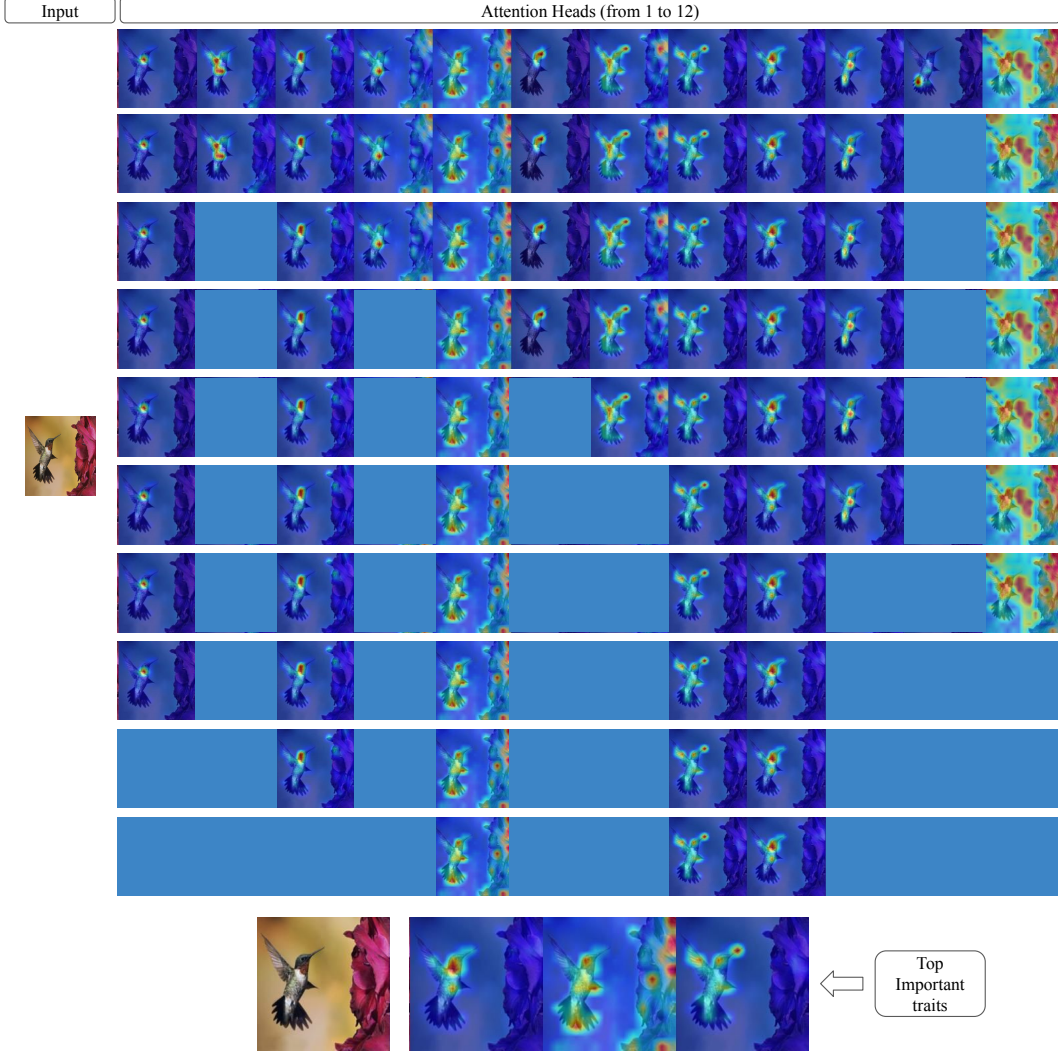 Input
Attention Heads (from 1 to 12)
Top
Important
traits